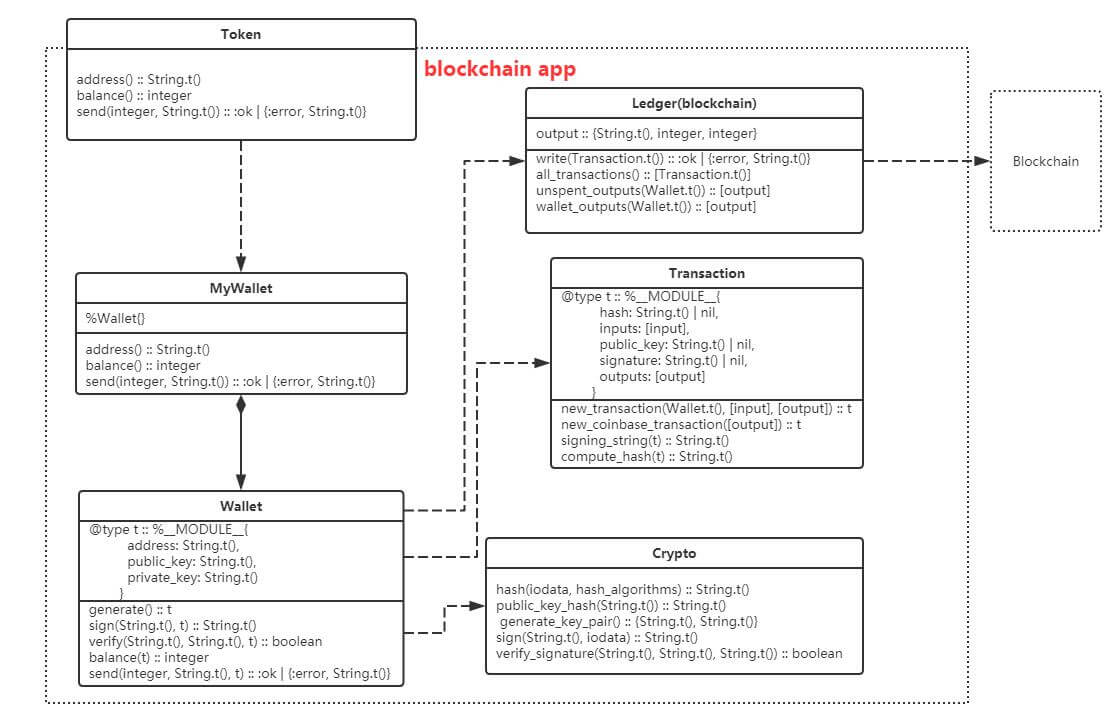 Token
address() :: String.t()
balance() :: integer
send(integer, String.t()) :: :ok | {:error, String.t()}
blockchain app
Ledger(blockchain)
output :: {String.t(), integer, integer}
write(Transaction.t()) :: :ok | {:error, String.t()}
all_transactions() :: [Transaction.t()]
unspent_outputs(Wallet.t()) :: [output]
wallet_outputs(Wallet.t()) :: [output]
Blockchain
MyWallet
%Wallet{}
address() :: String.t()
balance() :: integer
send(integer, String.t()) :: :ok | {:error, String.t()}
Transaction
@type t :: %__MODULE__{
hash: String.t() | nil,
inputs: [input],
public_key: String.t() | nil,
signature: String.t() | nil,
outputs: [output]
}
new_transaction(Wallet.t(), [input], [output]) :: t
new_coinbase_transaction([output]) :: t
signing_string(t) :: String.t()
compute_hash(t) :: String.t()
Wallet
@type t :: %__MODULE__{
address: String.t(),
public_key: String.t(),
private_key: String.t()
}
generate() :: t
sign(String.t(), t) :: String.t()
verify(String.t(), String.t(), t) :: boolean
balance(t) :: integer
send(integer, String.t(), t) :: :ok | {:error, String.t()}
Crypto
hash(iodata, hash_algorithms) :: String.t()
public_key_hash(String.t()) :: String.t()
generate_key_pair() :: {String.t(), String.t()}
sign(String.t(), iodata) :: String.t()
verify_signature(String.t(), String.t(), String.t()) :: boolean